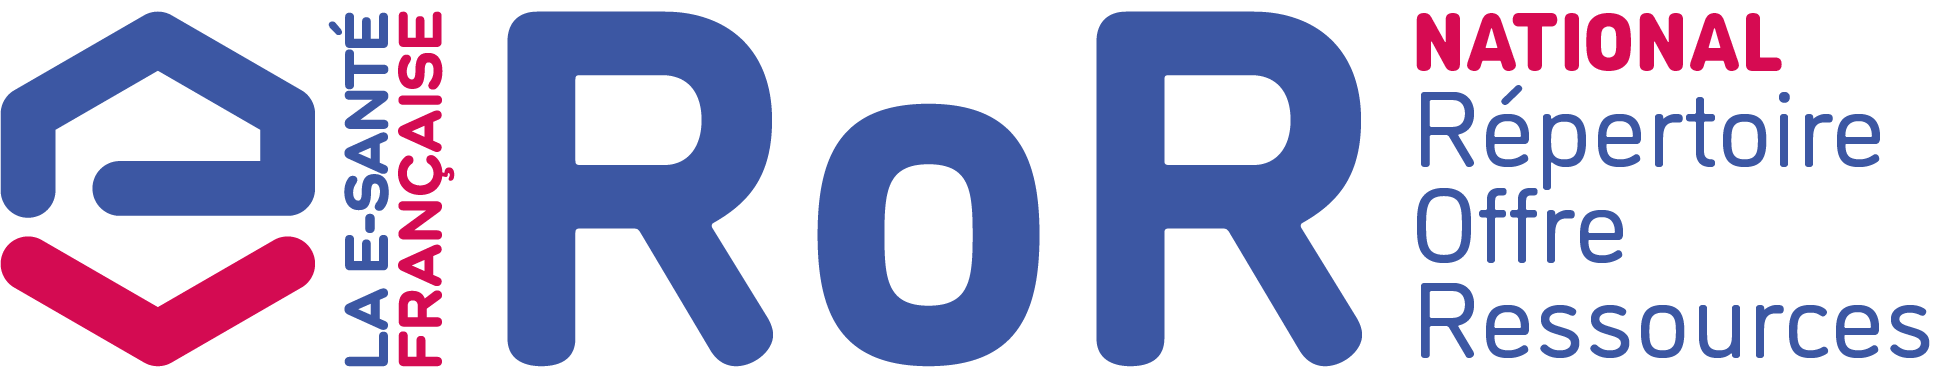 LA E-SANTÉ
FRANÇAISE
RoR
NATIONAL
Répertoire
Offre
Ressources